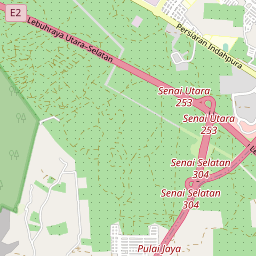 E2
Lebuhraya Utara-Selatan
Persiaran Indahpura
Senai Utara
253
Senai Utara
253
Senai Selatan
304
Senai Selatan
304
Pulai Jaya